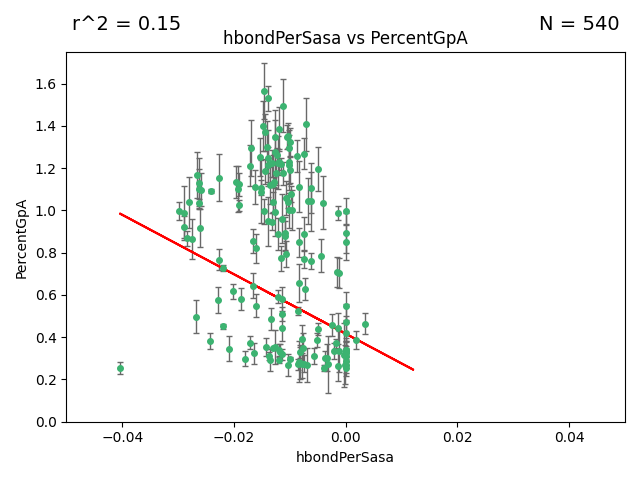 r^2 = 0.15
N = 540
hbondPerSasa vs PercentGpA
PercentGpA
1.6
1.4
1.2
1.0
0.8
0.6
0.4
0.2
0.0
−0.04 −0.02 0.00 0.02 0.04
hbondPerSasa